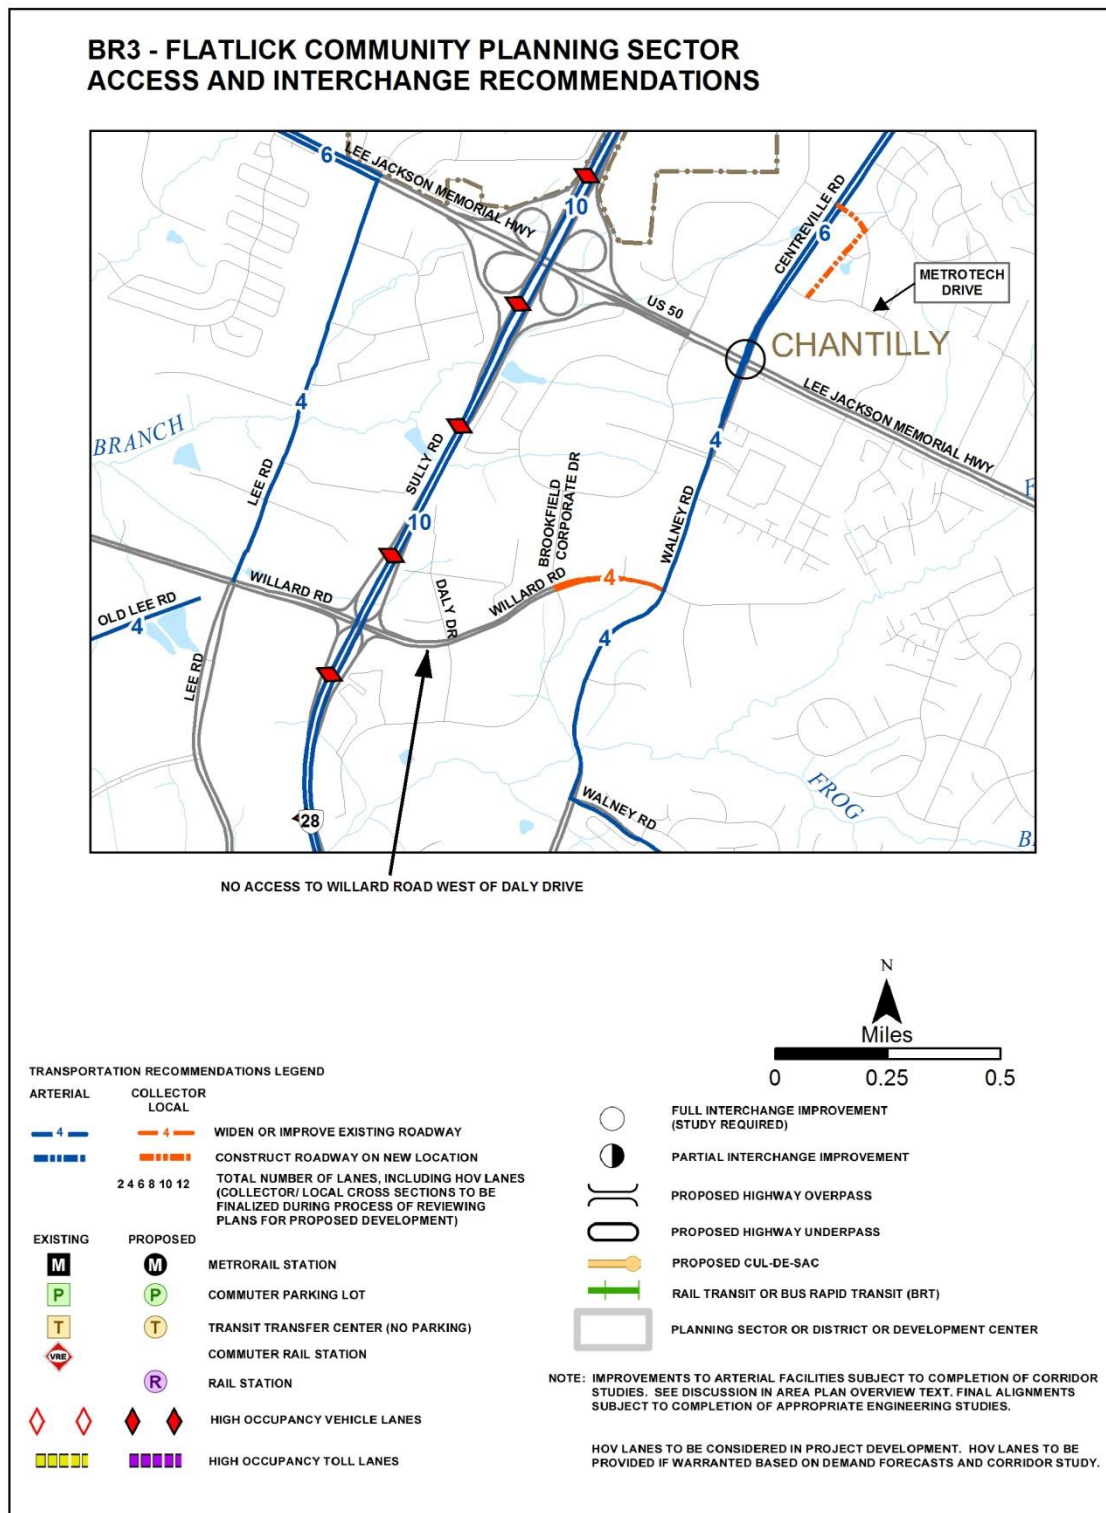 BR3 - FLATLICK COMMUNITY PLANNING SECTOR
ACCESS AND INTERCHANGE RECOMMENDATIONS
6
LEE JACKSON MEMORIAL HWY
10
CENTREVILLE RD
6
METROTECH
DRIVE
US 50
CHANTILLY
LEE JACKSON MEMORIAL HWY
4
BRANCH
LEE RD
SULLY RD
10
4
WALNEY RD
BROOKFIELD
CORPORATE DR
WILLARD RD
DALY DR
WILLARD RD
4
OLD LEE RD
4
LEE RD
4
28
WALNEY RD
FROG
NO ACCESS TO WILLARD ROAD WEST OF DALY DRIVE
N
Miles
0 0.25 0.5
TRANSPORTATION RECOMMENDATIONS LEGEND
ARTERIAL
COLLECTOR
LOCAL
4 4 WIDEN OR IMPROVE EXISTING ROADWAY
CONSTRUCT ROADWAY ON NEW LOCATION
2 4 6 8 10 12 TOTAL NUMBER OF LANES, INCLUDING HOV LANES
(COLLECTOR/ LOCAL CROSS SECTIONS TO BE
FINALIZED DURING PROCESS OF REVIEWING
PLANS FOR PROPOSED DEVELOPMENT)
EXISTING PROPOSED
M M METRORAIL STATION
P P COMMUTER PARKING LOT
T T TRANSIT TRANSFER CENTER (NO PARKING)
VRE COMMUTER RAIL STATION
R RAIL STATION
HIGH OCCUPANCY VEHICLE LANES
HIGH OCCUPANCY TOLL LANES
FULL INTERCHANGE IMPROVEMENT
(STUDY REQUIRED)
PARTIAL INTERCHANGE IMPROVEMENT
PROPOSED HIGHWAY OVERPASS
PROPOSED HIGHWAY UNDERPASS
PROPOSED CUL-DE-SAC
RAIL TRANSIT OR BUS RAPID TRANSIT (BRT)
PLANNING SECTOR OR DISTRICT OR DEVELOPMENT CENTER
NOTE: IMPROVEMENTS TO ARTERIAL FACILITIES SUBJECT TO COMPLETION OF CORRIDOR
STUDIES. SEE DISCUSSION IN AREA PLAN OVERVIEW TEXT. FINAL ALIGNMENTS
SUBJECT TO COMPLETION OF APPROPRIATE ENGINEERING STUDIES.
HOV LANES TO BE CONSIDERED IN PROJECT DEVELOPMENT. HOV LANES TO BE
PROVIDED IF WARRANTED BASED ON DEMAND FORECASTS AND CORRIDOR STUDY.